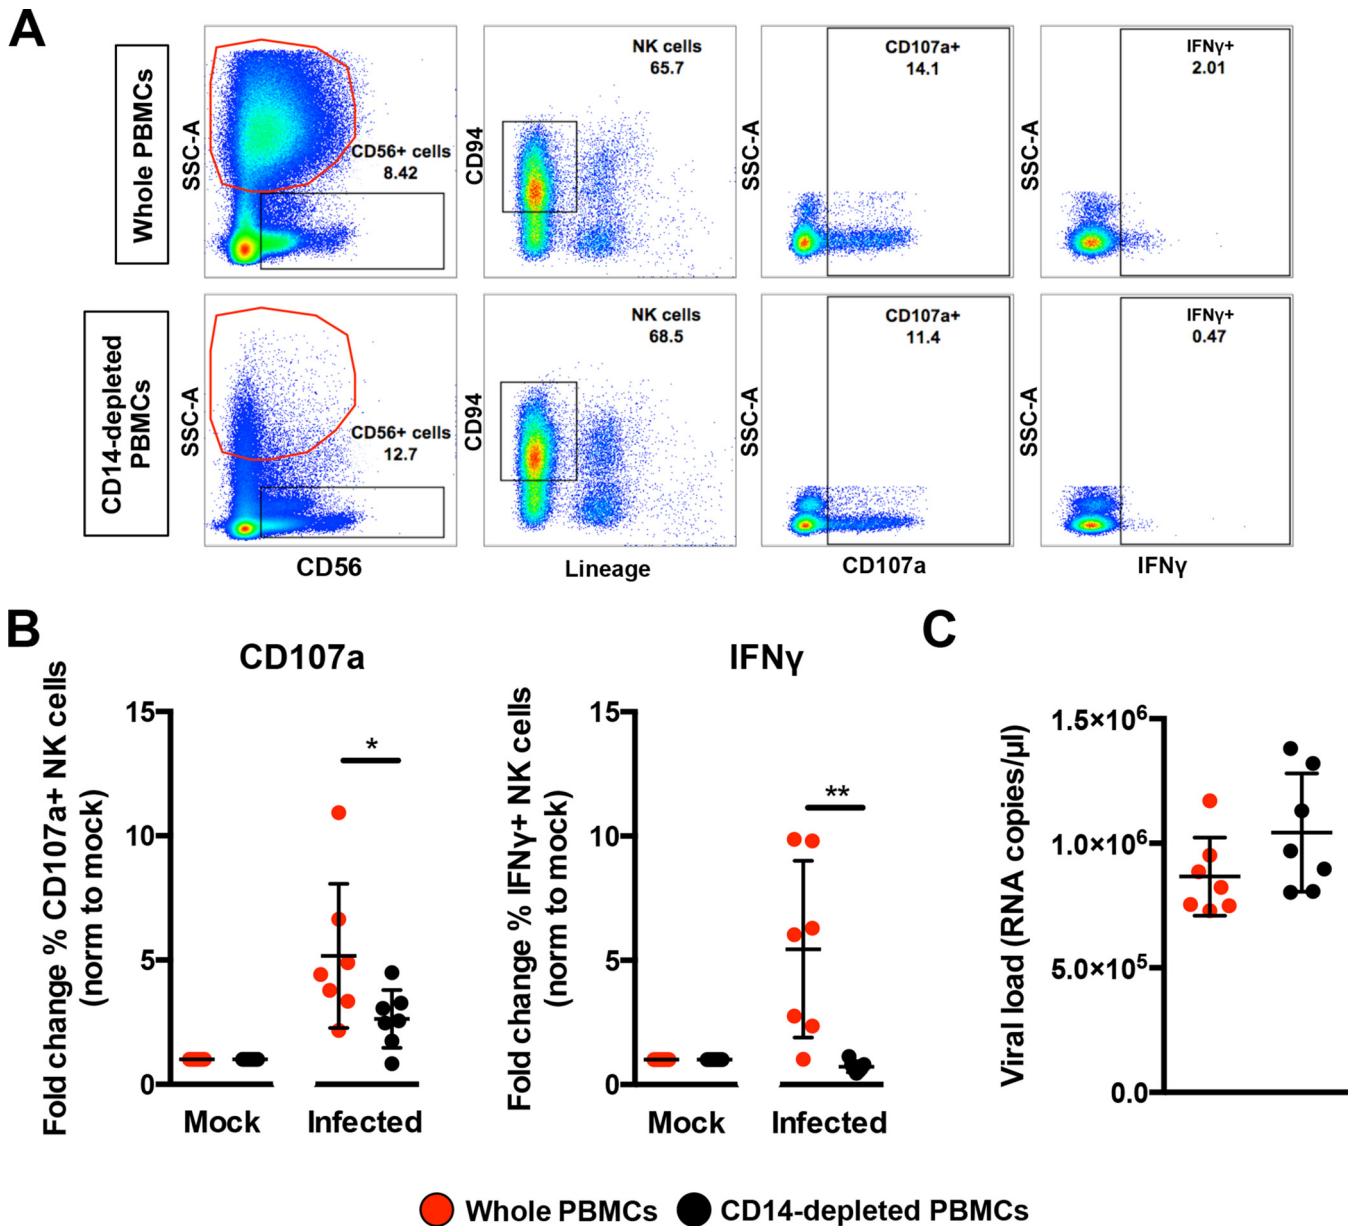 A
Whole PBMCs
SSC-A
CD56+ cells
8.42
CD94
NK cells
65.7
SSC-A
CD107a+
14.1
SSC-A
IFNγ+
2.01
CD14-depleted
PBMCs
SSC-A
CD56+ cells
12.7
CD94
NK cells
68.5
SSC-A
CD107a+
11.4
SSC-A
IFNγ+
0.47
CD56
Lineage
CD107a
IFNγ
B
CD107a
Fold change % CD107a+ NK cells
(norm to mock)
15
10
5
0
*
Mock
Infected
IFNγ
Fold change % IFNγ+ NK cells
(norm to mock)
15
10
5
0
**
Mock
Infected
C
Viral load (RNA copies/µl)
1.5×10⁶
1.0×10⁶
5.0×10⁵
0.0
Whole PBMCs
CD14-depleted PBMCs